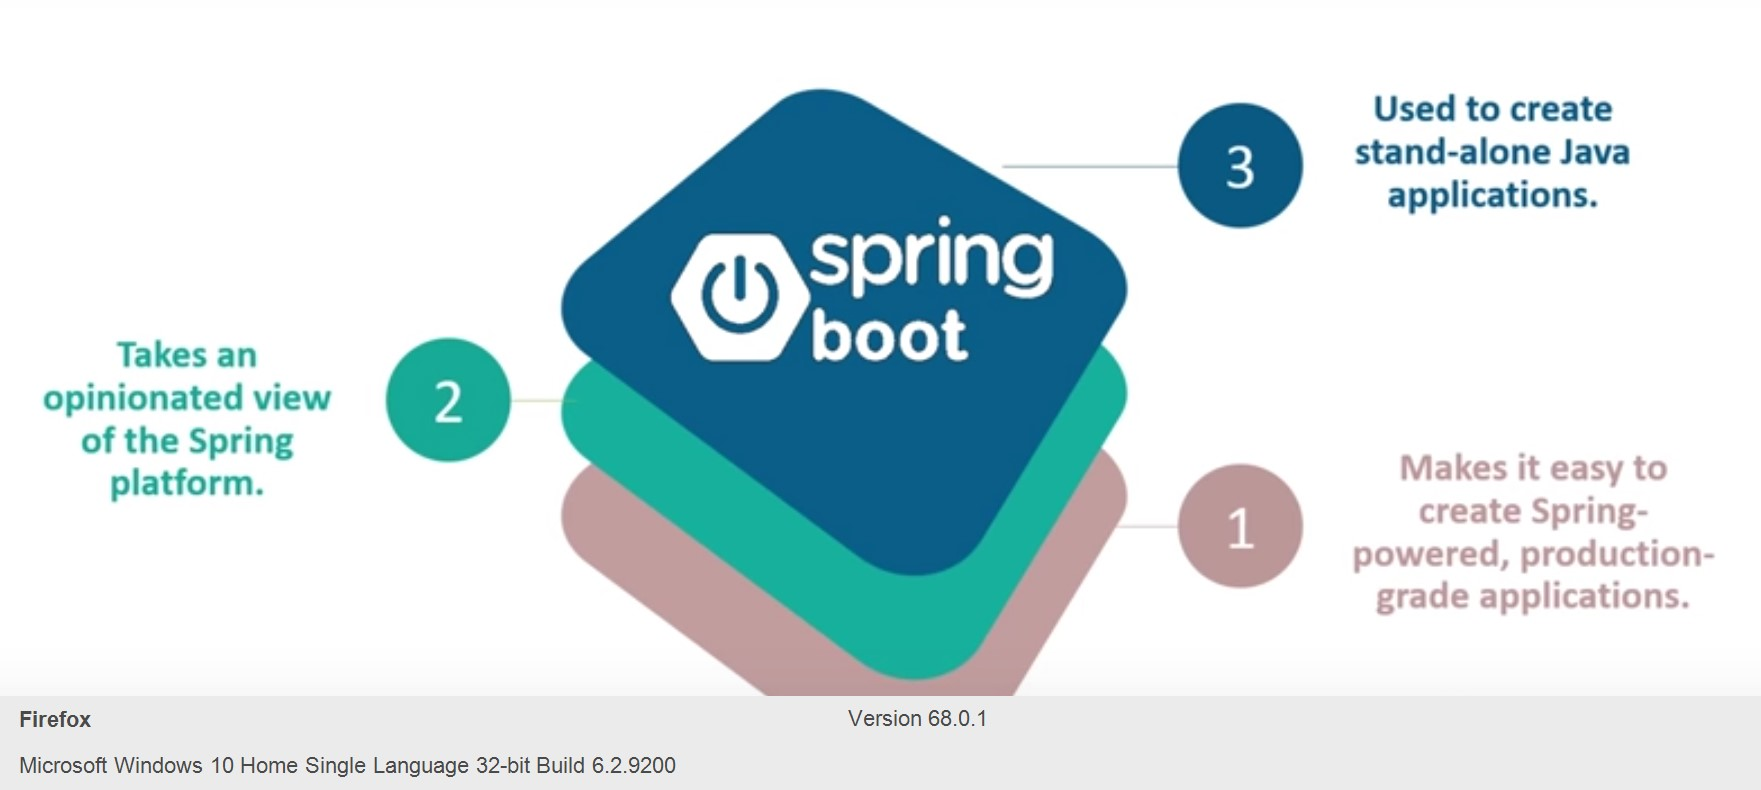 Used to create
stand-alone Java
applications.
3
spring
boot
Takes an
opinionated view
of the Spring
platform.
2
Makes it easy to
create Spring-
powered, production-
grade applications.
1
Firefox
Version 68.0.1
Microsoft Windows 10 Home Single Language 32-bit Build 6.2.9200